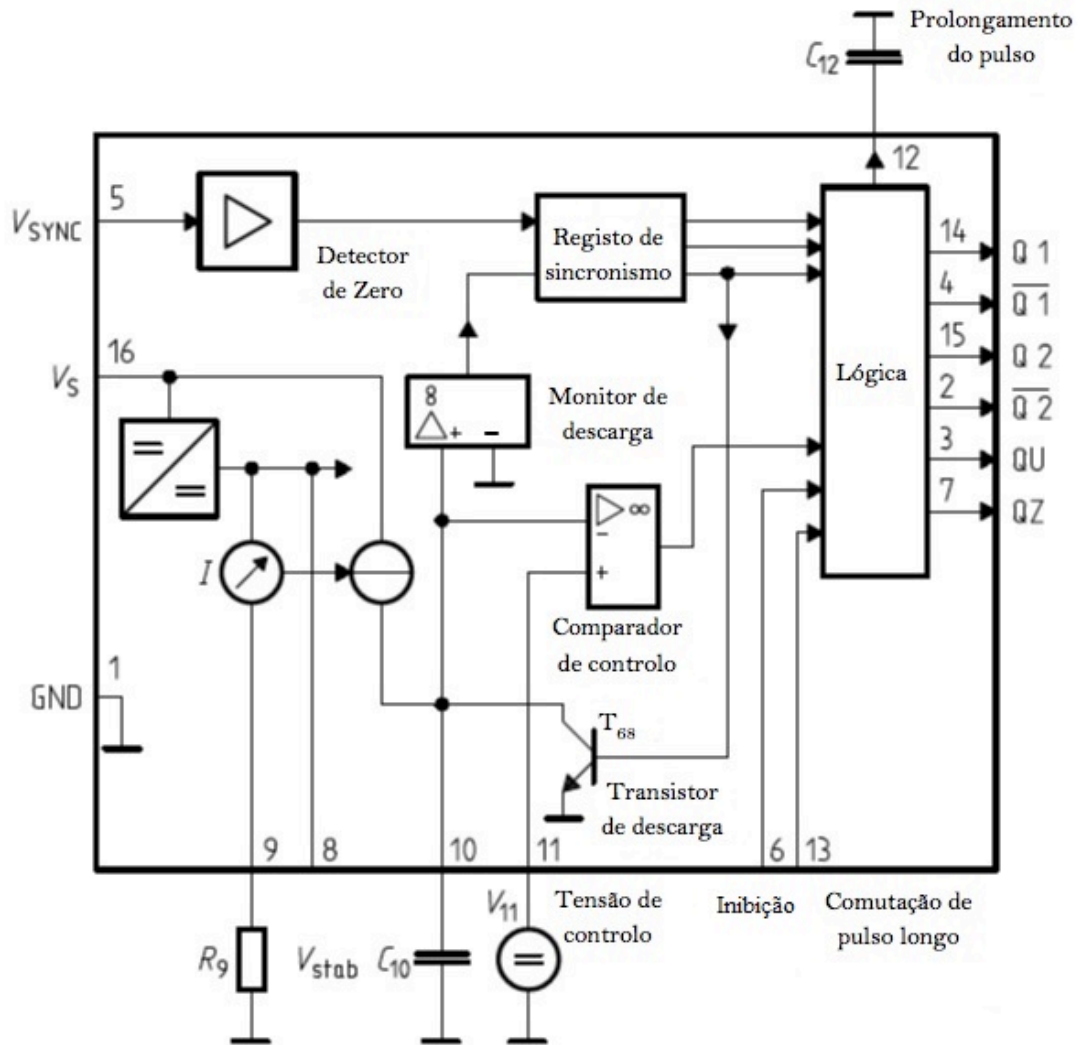 Prolongamento
do pulso
C12
12
5
VSYNC
Detector
de Zero
Registo de
sincronismo
14
Q1
4
Q̅1̅
15
Q2
2
Q̅2̅
3
QU
7
QZ
Lógica
16
VS
8
+ -
Monitor de
descarga
=
=
I
∞
-
+
Comparador
de controlo
1
GND
T68
Transistor
de descarga
9
8
10
11
6
13
V11
Tensão de
controlo
Inibição
Comutação de
pulso longo
R9
Vstab
C10
=